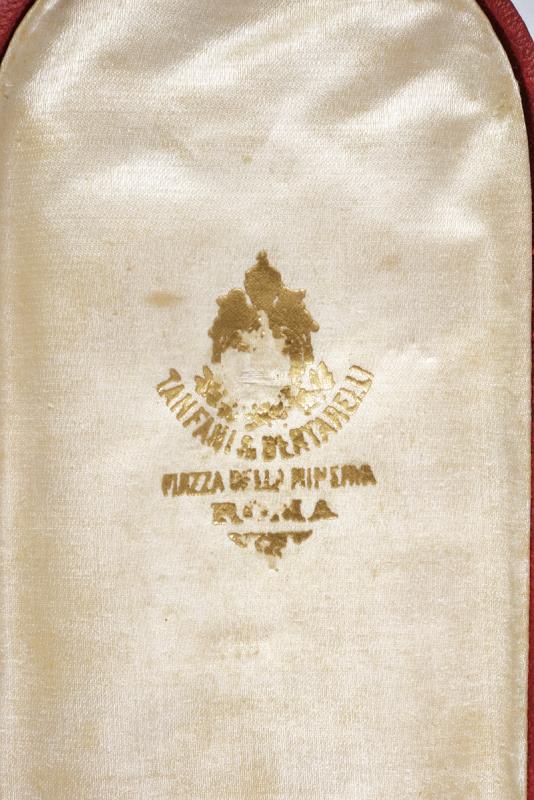 TANFANI & BERTARELLI
PIAZZA DELLA MINERVA
ROMA